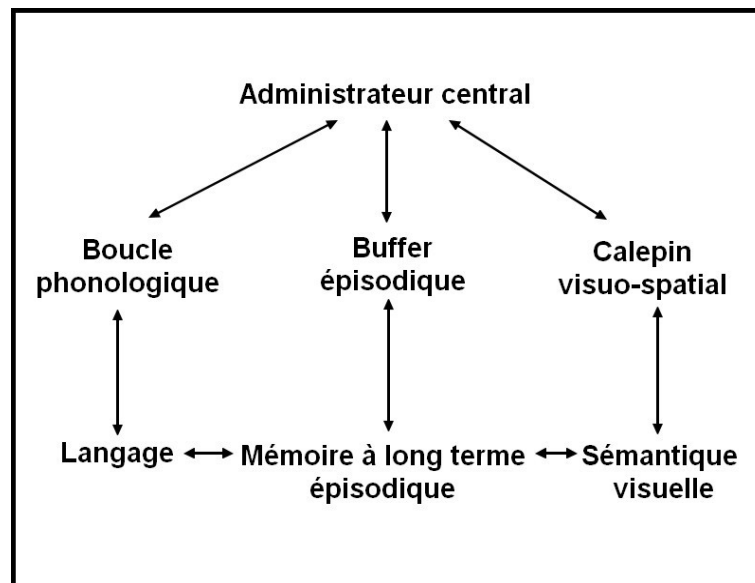 Administrateur central
Boucle
phonologique
Buffer
épisodique
Calepin
visuo-spatial
Langage
Mémoire à long terme
épisodique
Sémantique
visuelle